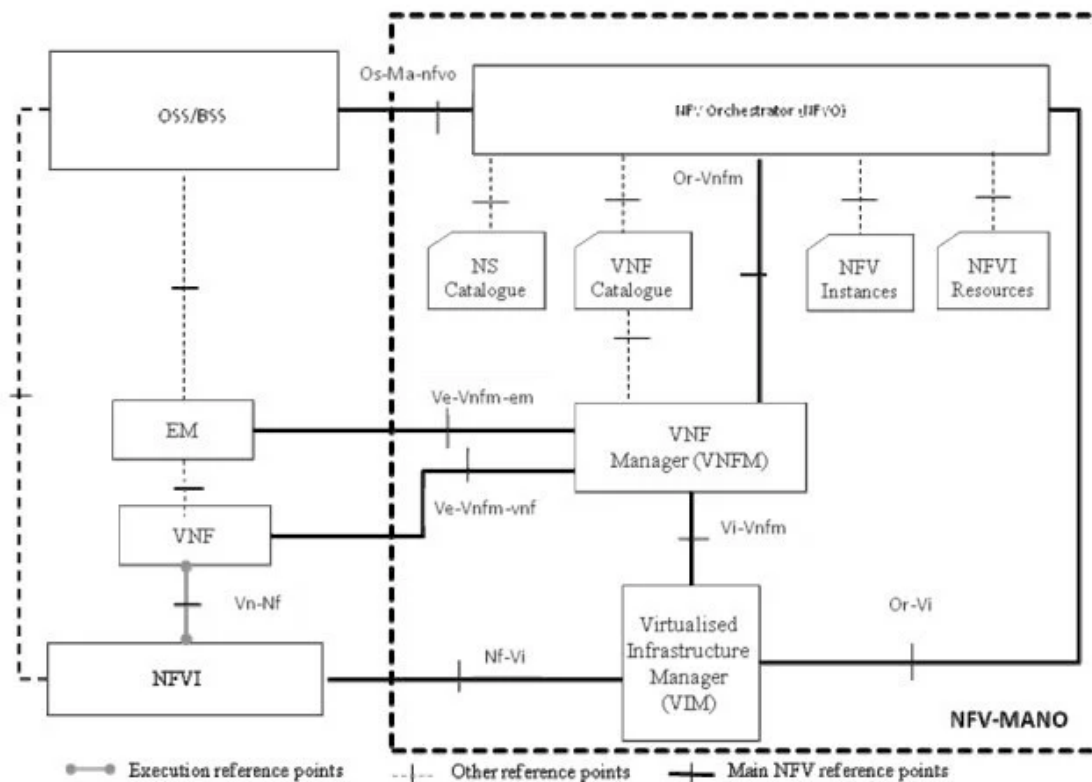 Os-Ma-nfvo
OSS/BSS
NFV Orchestrator (NFVO)
Or-Vnfm
NS
Catalogue
VNF
Catalogue
NFV
Instances
NFVI
Resources
Ve-Vnfm-em
EM
VNF
Manager (VNFM)
Ve-Vnfm-vnf
VNF
Vi-Vnfm
Vn-Nf
Or-Vi
Virtualised
Infrastructure
Manager
(VIM)
Nf-Vi
NFVI
NFV-MANO
Execution reference points
Other reference points
Main NFV reference points